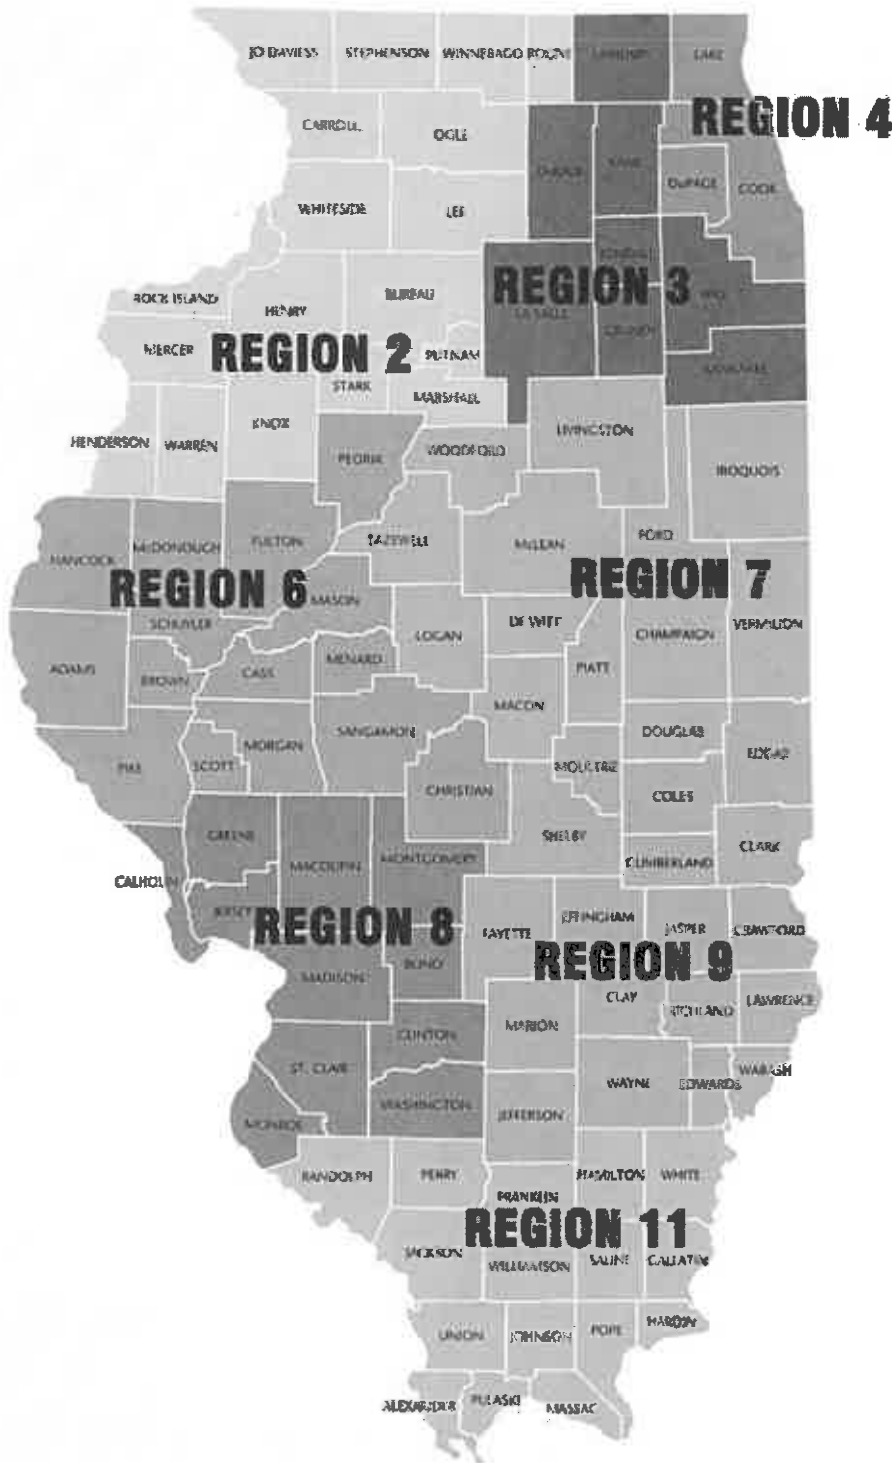 JO DAVIESS
STEPHENSON
WINNEBAGO
BOONE
LAKE
REGION 4
CARROLL
OGLE
KANE
DuPAGE
COOK
WHITESIDE
LEE
ROCK ISLAND
HENRY
BUREAU
REGION 3
LA SALLE
GRUNDY
MERCER
REGION 2
PUTNAM
KANKAKEE
STARK
MARSHALL
HENDERSON
WARREN
KNOX
PEORIA
WOODFORD
LIVINGSTON
IROQUOIS
HANCOCK
McDONOUGH
FULTON
TAZEWELL
McLEAN
FORD
REGION 6
MASON
REGION 7
SCHUYLER
LOGAN
DE WITT
CHAMPAIGN
VERMILION
ADAMS
BROWN
CASS
MENARD
PIATT
MACON
PIKE
SCOTT
MORGAN
SANGAMON
DOUGLAS
EDGAR
MOULTRIE
CHRISTIAN
COLES
SHELBY
GREENE
MACOUPIN
MONTGOMERY
CUMBERLAND
CLARK
CALHOUN
JERSEY
REGION 8
FAYETTE
EFFINGHAM
JASPER
CRAWFORD
BOND
REGION 9
MADISON
CLAY
RICHLAND
LAWRENCE
CLINTON
MARION
ST. CLAIR
WAYNE
EDWARDS
WABASH
WASHINGTON
JEFFERSON
MONROE
RANDOLPH
PERRY
HAMILTON
WHITE
FRANKLIN
REGION 11
JACKSON
WILLIAMSON
SALINE
GALLATIN
UNION
JOHNSON
POPE
HARDIN
ALEXANDER
PULASKI
MASSAC